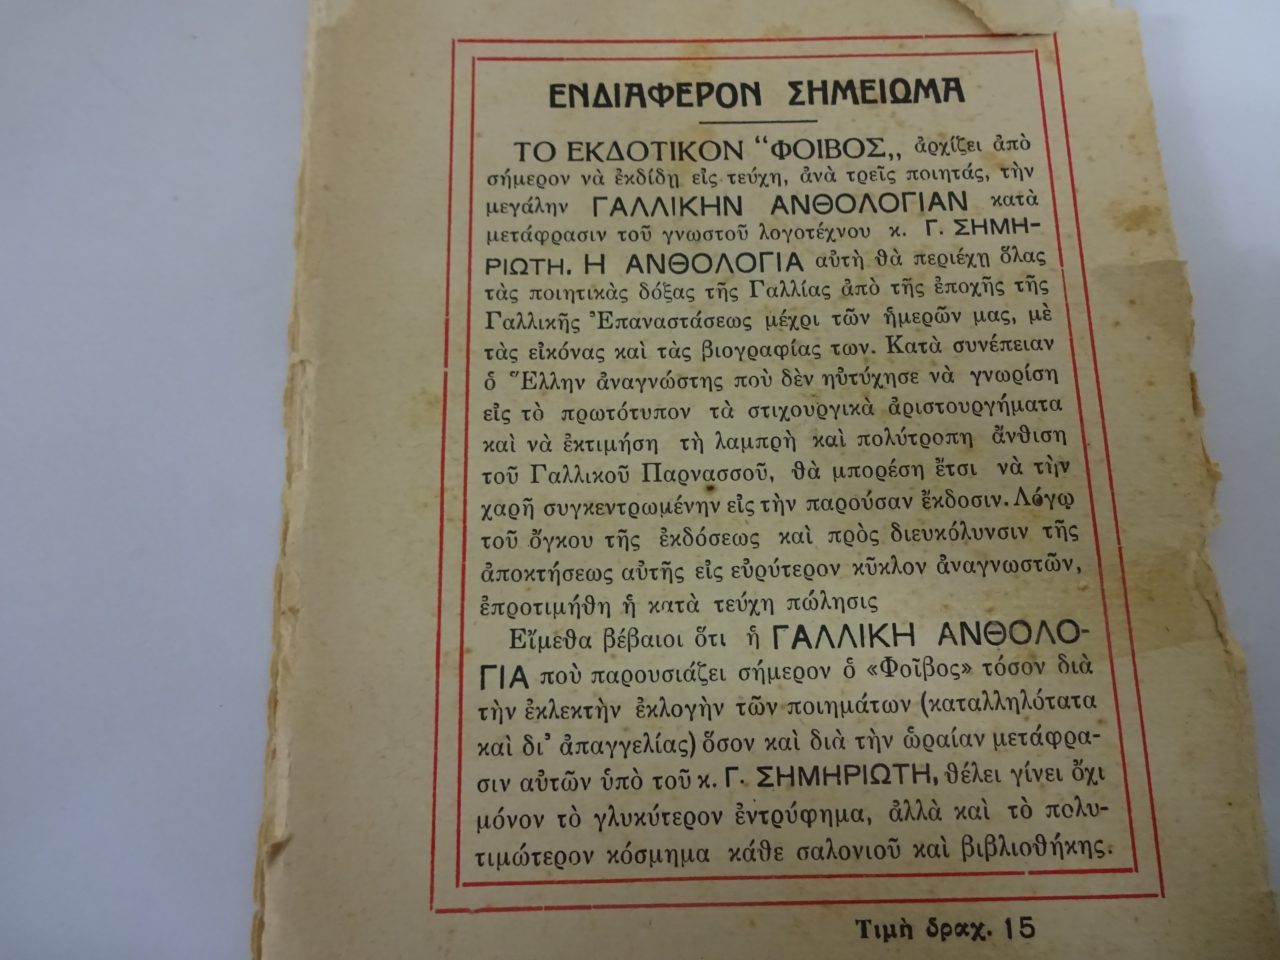 ΕΝΔΙΑΦΕΡΟΝ ΣΗΜΕΙΩΜΑ
ΤΟ ΕΚΔΟΤΙΚΟΝ “ΦΟΙΒΟΣ„ ἀρχίζει ἀπὸ
σήμερον νὰ ἐκδίδῃ εἰς τεύχη, ἀνὰ τρεῖς ποιητάς, τὴν
μεγάλην ΓΑΛΛΙΚΗΝ ΑΝΘΟΛΟΓΙΑΝ κατὰ
μετάφρασιν τοῦ γνωστοῦ λογοτέχνου κ. Γ. ΣΗΜΗ-
ΡΙΩΤΗ. Η ΑΝΘΟΛΟΓΙΑ αὐτὴ θὰ περιέχῃ ὅλας
τὰς ποιητικὰς δόξας τῆς Γαλλίας ἀπὸ τῆς ἐποχῆς τῆς
Γαλλικῆς Ἐπαναστάσεως μέχρι τῶν ἡμερῶν μας, μὲ
τὰς εἰκόνας καὶ τὰς βιογραφίας των. Κατὰ συνέπειαν
ὁ Ἕλλην ἀναγνώστης ποὺ δὲν ηὐτύχησε νὰ γνωρίσῃ
εἰς τὸ πρωτότυπον τὰ στιχουργικὰ ἀριστουργήματα
καὶ νὰ ἐκτιμήσῃ τὴ λαμπρὴ καὶ πολύτροπη ἄνθιση
τοῦ Γαλλικοῦ Παρνασσοῦ, θὰ μπορέσῃ ἔτσι νὰ τὴν
χαρῆ συγκεντρωμένην εἰς τὴν παροῦσαν ἔκδοσιν. Λόγῳ
τοῦ ὄγκου τῆς ἐκδόσεως καὶ πρὸς διευκόλυνσιν τῆς
ἀποκτήσεως αὐτῆς εἰς εὐρύτερον κῦκλον ἀναγνωστῶν,
ἐπροτιμήθη ἡ κατὰ τεύχη πώλησις
Εἴμεθα βέβαιοι ὅτι ἡ ΓΑΛΛΙΚΗ ΑΝΘΟΛΟ-
ΓΙΑ ποὺ παρουσιάζει σήμερον ὁ «Φοῖβος» τόσον διὰ
τὴν ἐκλεκτὴν ἐκλογὴν τῶν ποιημάτων (καταλληλότατα
καὶ δι’ ἀπαγγελίας) ὅσον καὶ διὰ τὴν ὡραίαν μετάφρα-
σιν αὐτῶν ὑπὸ τοῦ κ. Γ. ΣΗΜΗΡΙΩΤΗ, θέλει γίνει ὄχι
μόνον τὸ γλυκύτερον ἐντρύφημα, ἀλλὰ καὶ τὸ πολυ-
τιμώτερον κόσμημα κάθε σαλονιοῦ καὶ βιβλιοθήκης.
Τιμὴ δραχ. 15